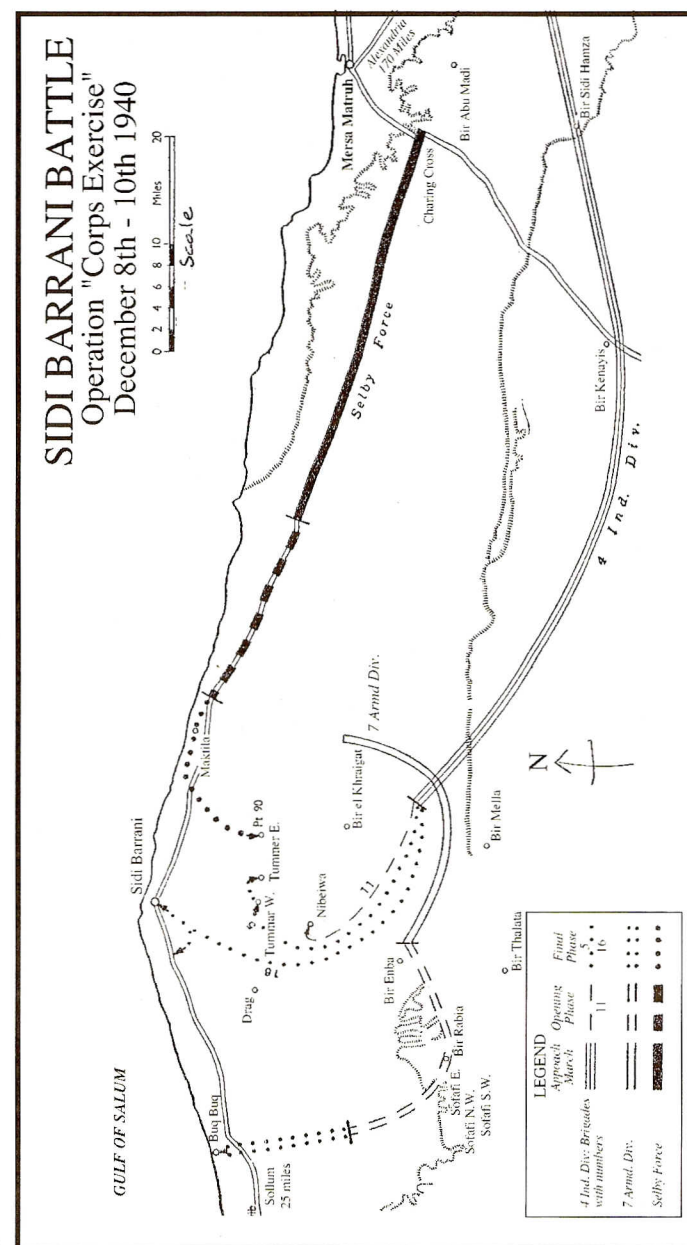 SIDI BARRANI BATTLE
Operation "Corps Exercise"
December 8th - 10th 1940
0 2 4 6 8 10 Miles 20
Scale
GULF OF SALUM
Alexandria
170 Miles
Mersa Matruh
Charing Cross
Bir Abu Madi
Bir Sidi Hamza
Bir Kenayis
Selby Force
4 Ind. Div.
7 Armd Div.
Maktila
Sidi Barrani
Pt 90
Tummer E.
Tummar W.
Nibeiwa
Drag
11
Bir el Khraigat
Bir Mella
N
Bir Enba
Bir Thalata
Bir Rabia
Sofafi E.
Sofafi N.W.
Sofafi S.W.
Buq Buq
Sollum
25 miles
LEGEND
Appoach March
Opening Phase
Final Phase
4 Ind. Div: Brigades
with numbers
11
5
16
7 Armd. Div.
Selby Force